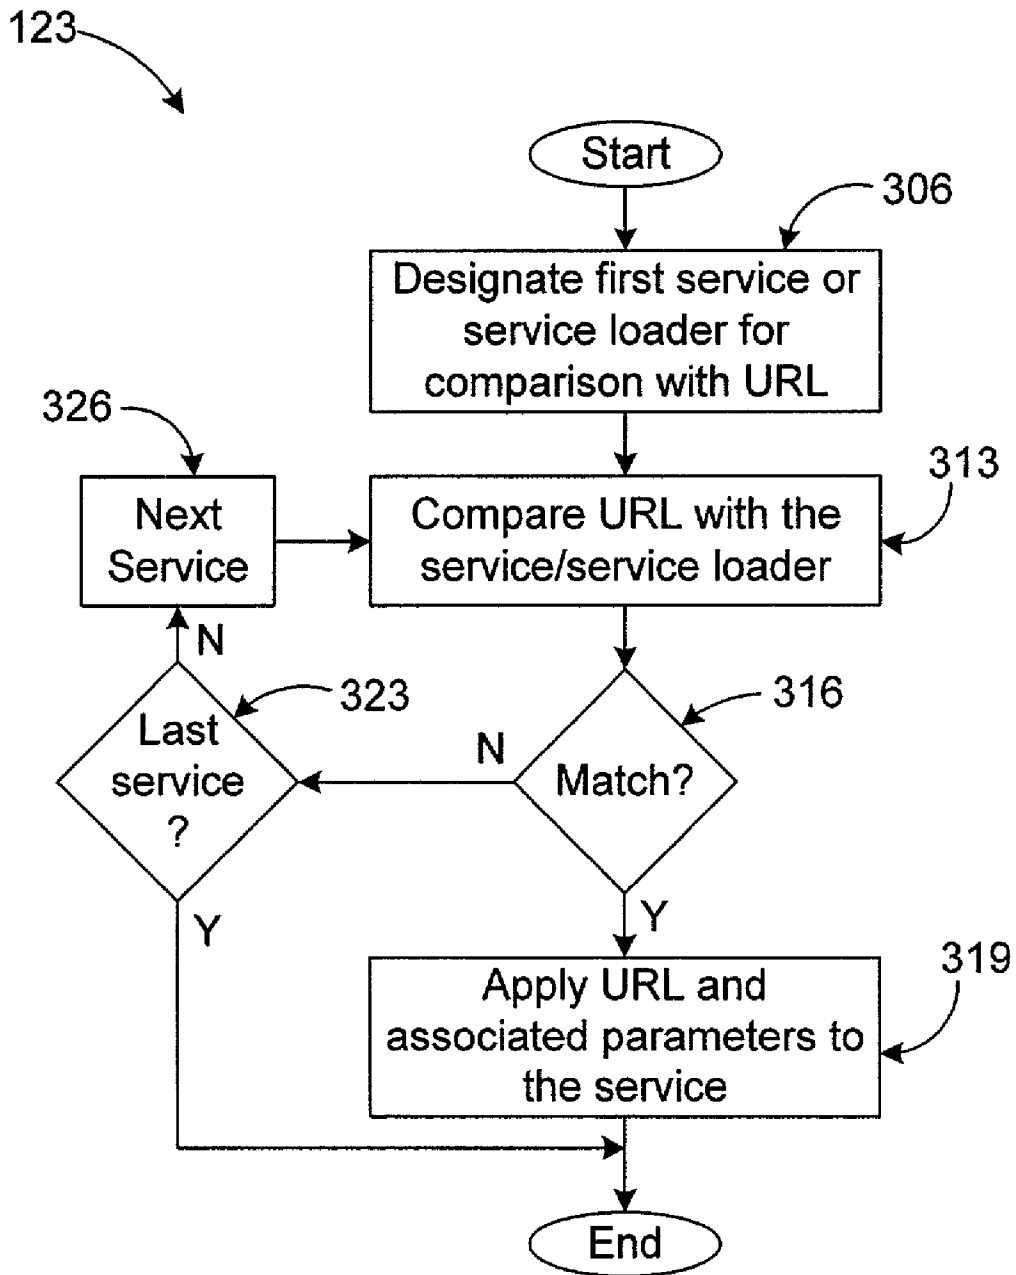 123
Start
306
Designate first service or
service loader for
comparison with URL
326
313
Next
Service
Compare URL with the
service/service loader
N
323
316
Last
service
?
N
Match?
Y
Y
319
Apply URL and
associated parameters to
the service
End